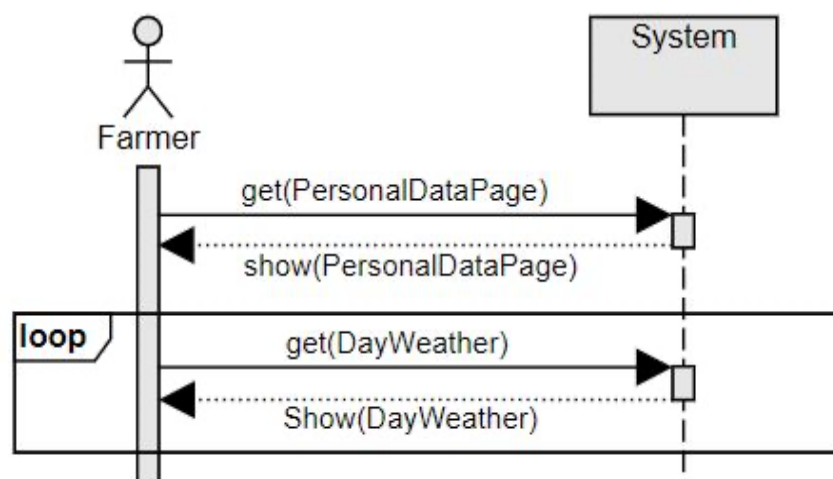 System
Farmer
get(PersonalDataPage)
show(PersonalDataPage)
loop
get(DayWeather)
Show(DayWeather)